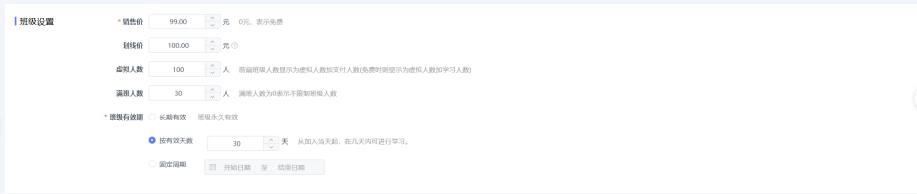 班级设置
* 销售价 99.00 元 0元，表示免费
划线价 100.00 元
虚拟人数 100 人 前端班级人数显示为虚拟人数加支付人数(免费时则显示为虚拟人数加学习人数)
满班人数 30 人 满班人数为0表示不限制班级人数
* 班级有效期 长期有效 班级永久有效
按有效天数 30 天 从加入当天起，在几天内可进行学习。
固定周期 开始日期 至 结束日期